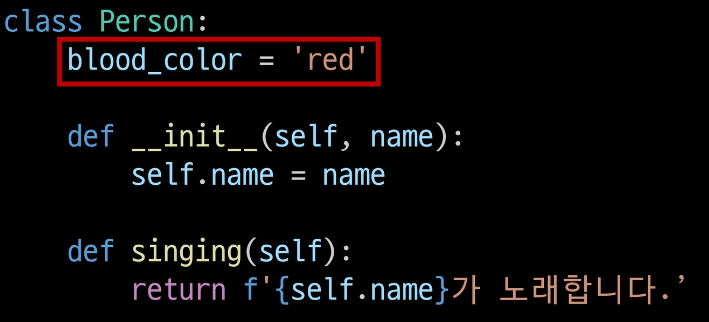 class Person:
    blood_color = 'red'
    def __init__(self, name):
        self.name = name
    def singing(self):
        return f'{self.name}가 노래합니다.’